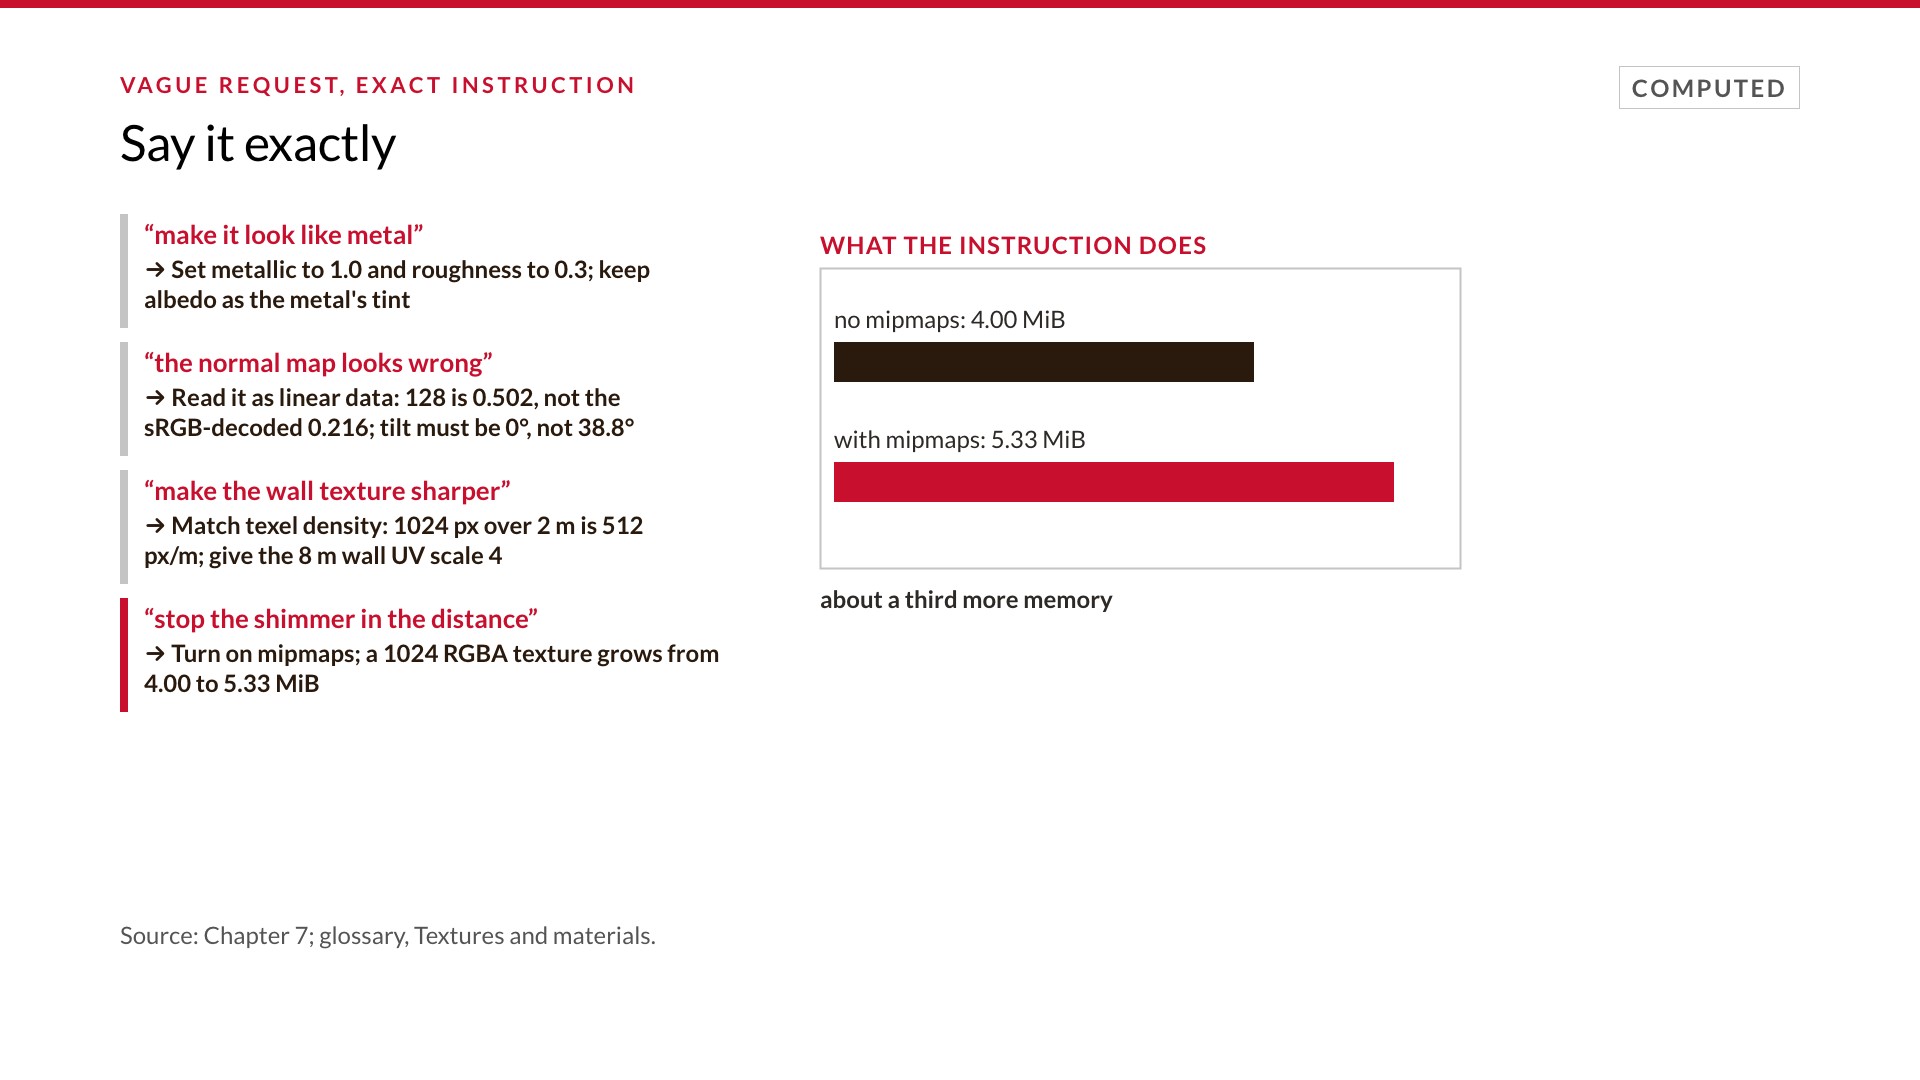 VAGUE REQUEST, EXACT INSTRUCTION
COMPUTED
Say it exactly
“make it look like metal”
→ Set metallic to 1.0 and roughness to 0.3; keep
albedo as the metal's tint
“the normal map looks wrong”
→ Read it as linear data: 128 is 0.502, not the
sRGB-decoded 0.216; tilt must be 0°, not 38.8°
“make the wall texture sharper”
→ Match texel density: 1024 px over 2 m is 512
px/m; give the 8 m wall UV scale 4
“stop the shimmer in the distance”
→ Turn on mipmaps; a 1024 RGBA texture grows from
4.00 to 5.33 MiB
WHAT THE INSTRUCTION DOES
no mipmaps: 4.00 MiB
with mipmaps: 5.33 MiB
about a third more memory
Source: Chapter 7; glossary, Textures and materials.